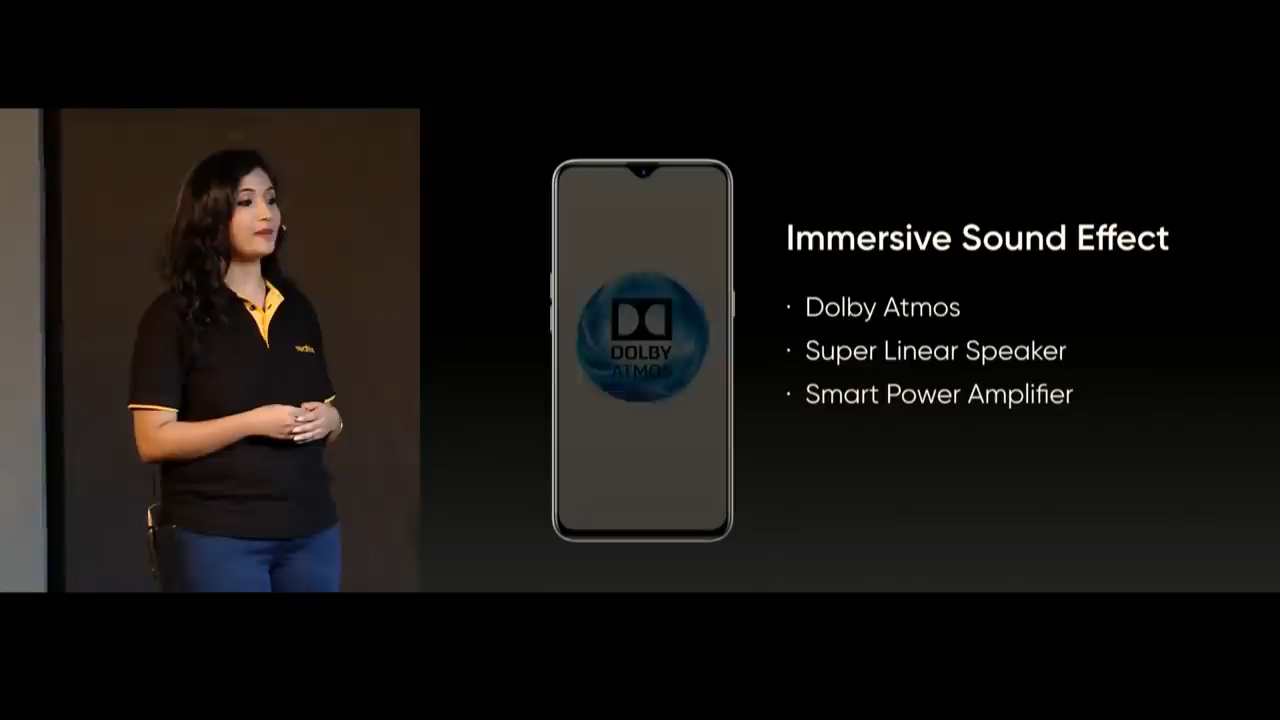 Immersive Sound Effect
· Dolby Atmos
· Super Linear Speaker
· Smart Power Amplifier
DOLBY
ATMOS